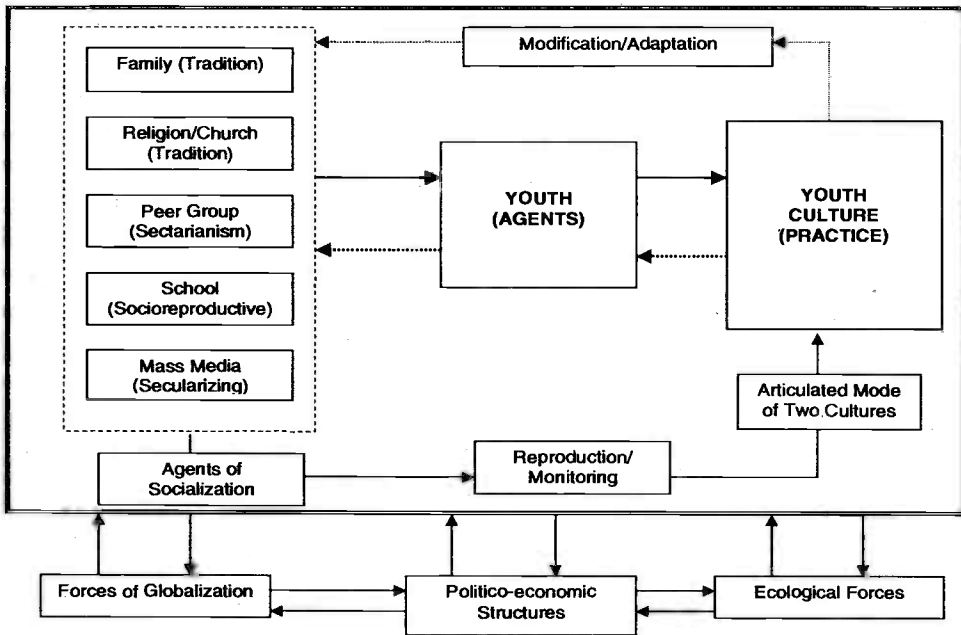 Modification/Adaptation
Family (Tradition)
Religion/Church
(Tradition)
Peer Group
(Sectarianism)
School
(Socioreproductive)
Mass Media
(Secularizing)
YOUTH
(AGENTS)
YOUTH
CULTURE
(PRACTICE)
Articulated Mode
of Two Cultures
Agents of
Socialization
Reproduction/
Monitoring
Forces of Globalization
Politico-economic
Structures
Ecological Forces